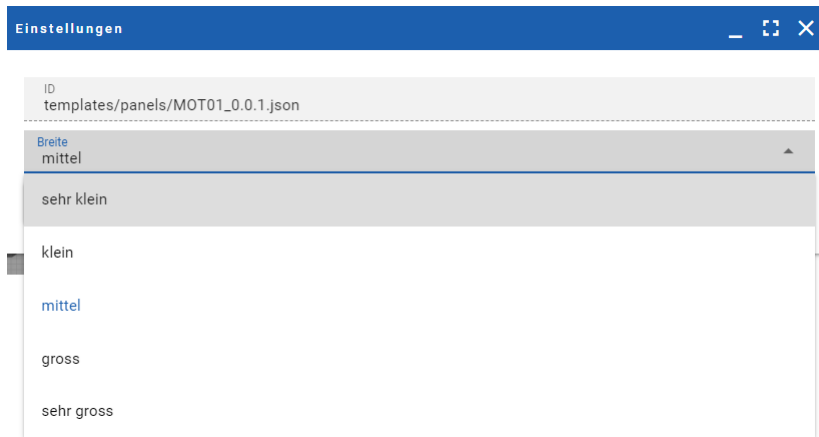 Einstellungen
ID
templates/panels/MOT01_0.0.1.json
Breite
mittel
sehr klein
klein
mittel
gross
sehr gross